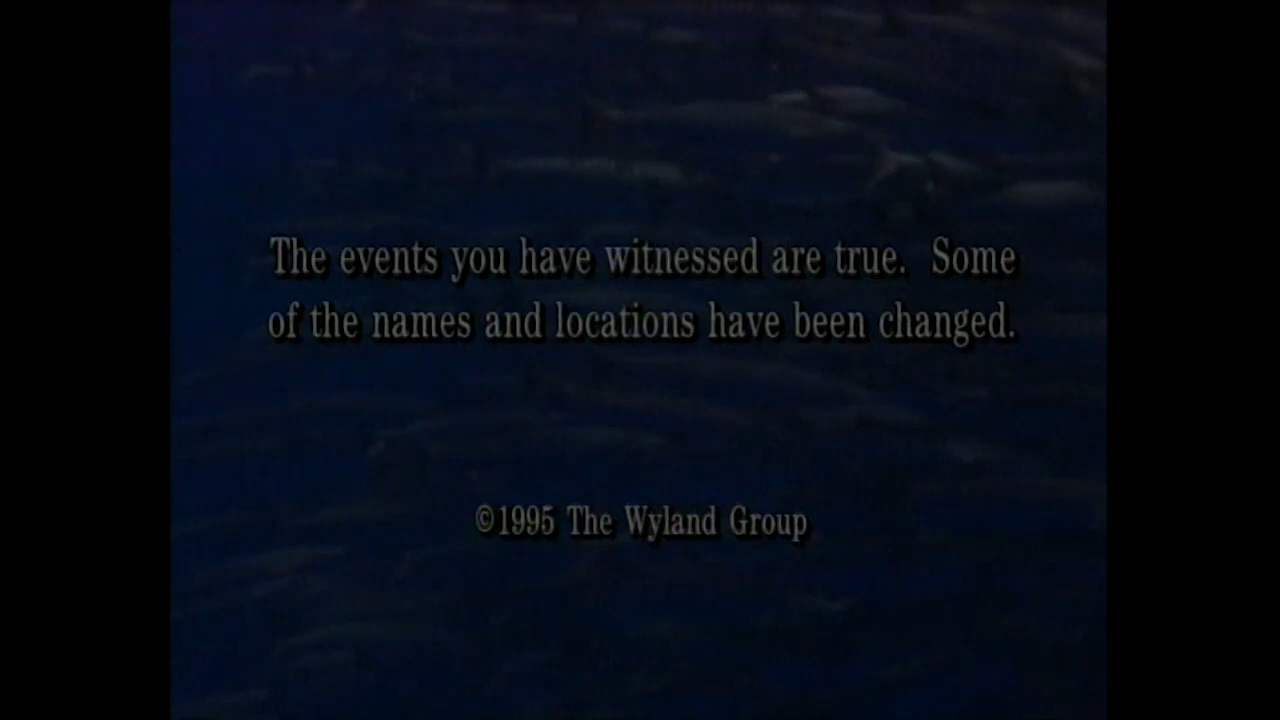 The events you have witnessed are true.  Some
of the names and locations have been changed.
©1995 The Wyland Group